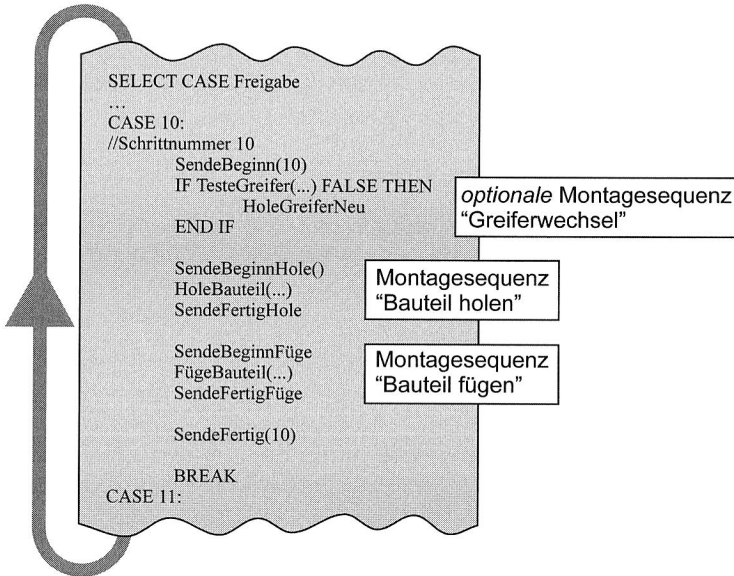 SELECT CASE Freigabe
...
CASE 10:
//Schrittnummer 10
SendeBeginn(10)
IF TesteGreifer(...) FALSE THEN
HoleGreiferNeu
END IF
optionale Montagesequenz
"Greiferwechsel"
SendeBeginnHole()
HoleBauteil(...)
SendeFertigHole
Montagesequenz
"Bauteil holen"
SendeBeginnFüge
FügeBauteil(...)
SendeFertigFüge
Montagesequenz
"Bauteil fügen"
SendeFertig(10)
BREAK
CASE 11: